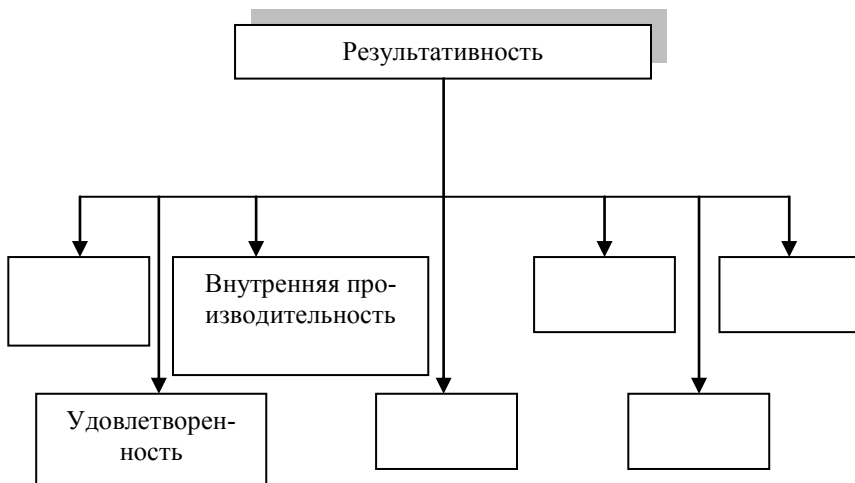 Результативность
Внутренняя про-
изводительность
Удовлетворен-
ность